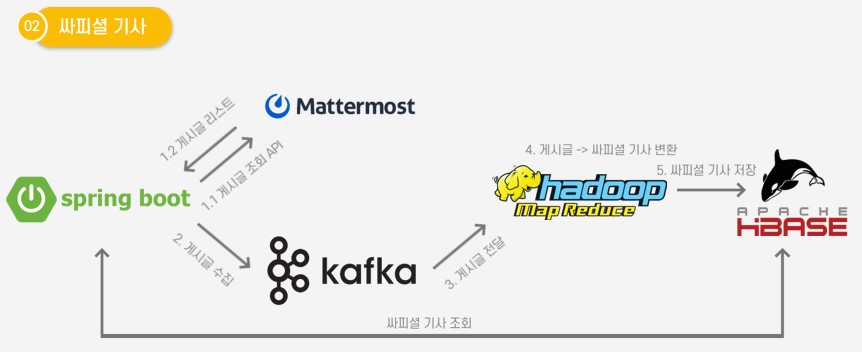 02 싸피셜 기사
Mattermost
1.2 게시글 리스트
1.1 게시글 조회 API
spring boot
2. 게시글 수집
kafka
3. 게시글 전달
4. 게시글 -> 싸피셜 기사 변환
hadoop
Map Reduce
5. 싸피셜 기사 저장
APACHE
HBASE
싸피셜 기사 조회